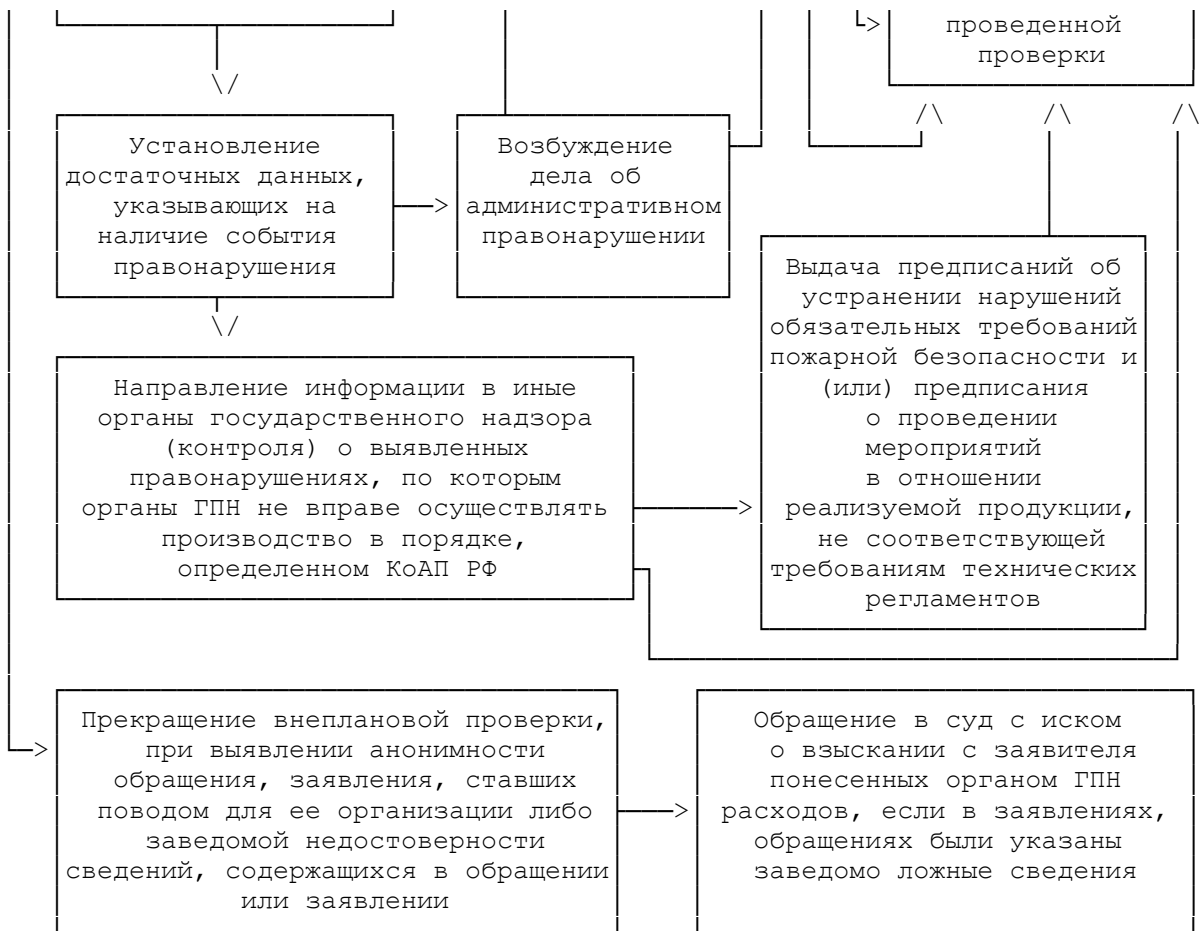 проведенной
проверки
Установление
достаточных данных,
указывающих на
наличие события
правонарушения
Возбуждение
дела об
административном
правонарушении
Выдача предписаний об
устранении нарушений
обязательных требований
пожарной безопасности и
(или) предписания
о проведении
мероприятий
в отношении
реализуемой продукции,
не соответствующей
требованиям технических
регламентов
Направление информации в иные
органы государственного надзора
(контроля) о выявленных
правонарушениях, по которым
органы ГПН не вправе осуществлять
производство в порядке,
определенном КоАП РФ
Прекращение внеплановой проверки,
при выявлении анонимности
обращения, заявления, ставших
поводом для ее организации либо
заведомой недостоверности
сведений, содержащихся в обращении
или заявлении
Обращение в суд с иском
о взыскании с заявителя
понесенных органом ГПН
расходов, если в заявлениях,
обращениях были указаны
заведомо ложные сведения